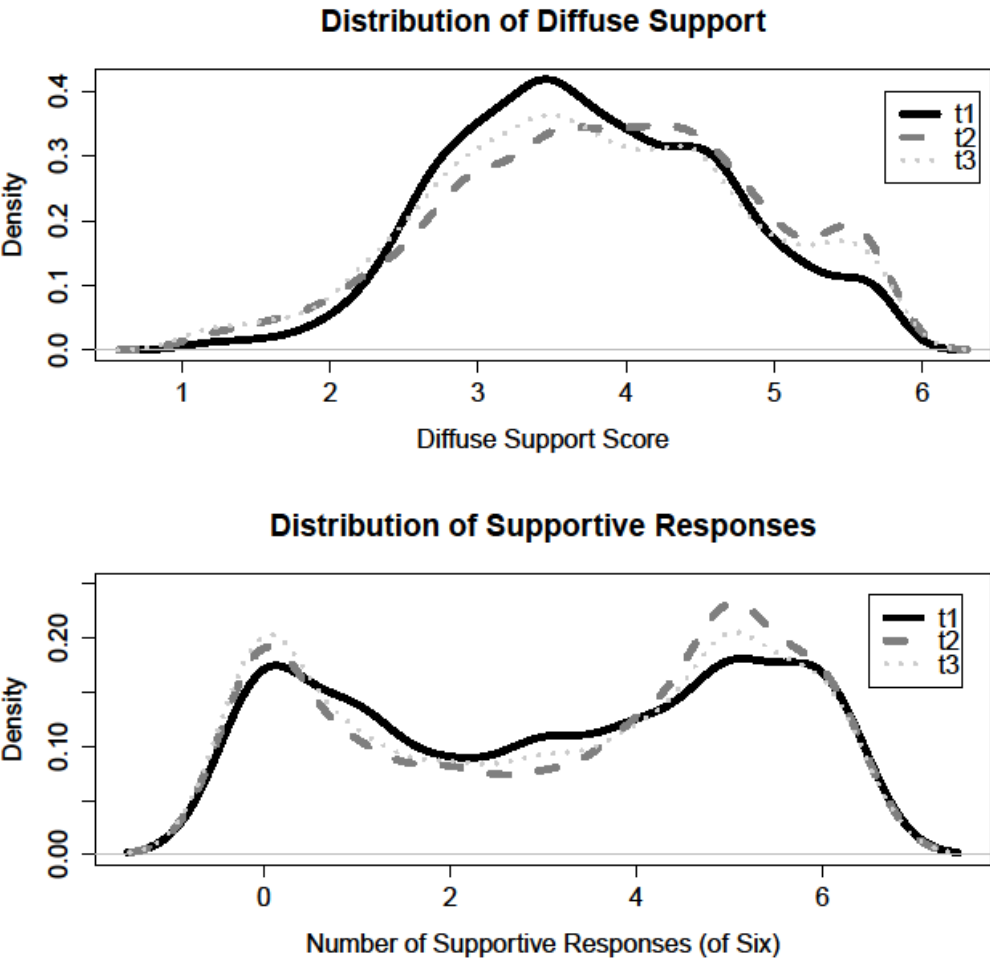 Distribution of Diffuse Support
Density
0.4
0.3
0.2
0.1
0.0
t1
t2
t3
1 2 3 4 5 6
Diffuse Support Score
Distribution of Supportive Responses
Density
0.20
0.10
0.00
t1
t2
t3
0 2 4 6
Number of Supportive Responses (of Six)